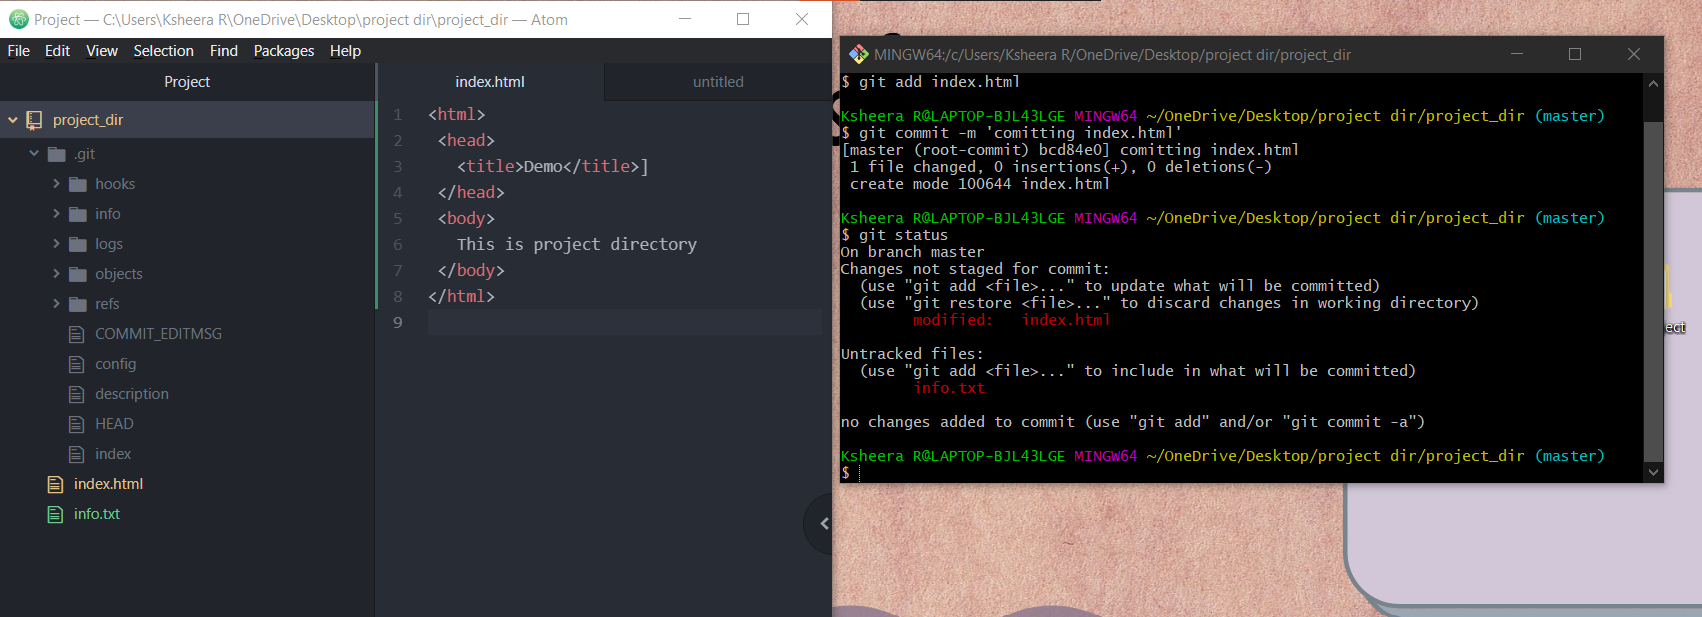 Project — C:\Users\Ksheera R\OneDrive\Desktop\project dir\project_dir — Atom
File Edit View Selection Find Packages Help
Project
project_dir
.git
hooks
info
logs
objects
refs
COMMIT_EDITMSG
config
description
HEAD
index
index.html
info.txt
index.html untitled
1 <html>
2 <head>
3 <title>Demo</title>]
4 </head>
5 <body>
6 This is project directory
7 </body>
8 </html>
9
MINGW64:/c/Users/Ksheera R/OneDrive/Desktop/project dir/project_dir
$ git add index.html
Ksheera R@LAPTOP-BJL43LGE MINGW64 ~/OneDrive/Desktop/project dir/project_dir (master)
$ git commit -m 'comitting index.html'
[master (root-commit) bcd84e0] comitting index.html
1 file changed, 0 insertions(+), 0 deletions(-)
create mode 100644 index.html
Ksheera R@LAPTOP-BJL43LGE MINGW64 ~/OneDrive/Desktop/project dir/project_dir (master)
$ git status
On branch master
Changes not staged for commit:
(use "git add <file>..." to update what will be committed)
(use "git restore <file>..." to discard changes in working directory)
modified: index.html
Untracked files:
(use "git add <file>..." to include in what will be committed)
info.txt
no changes added to commit (use "git add" and/or "git commit -a")
Ksheera R@LAPTOP-BJL43LGE MINGW64 ~/OneDrive/Desktop/project dir/project_dir (master)
$
ect